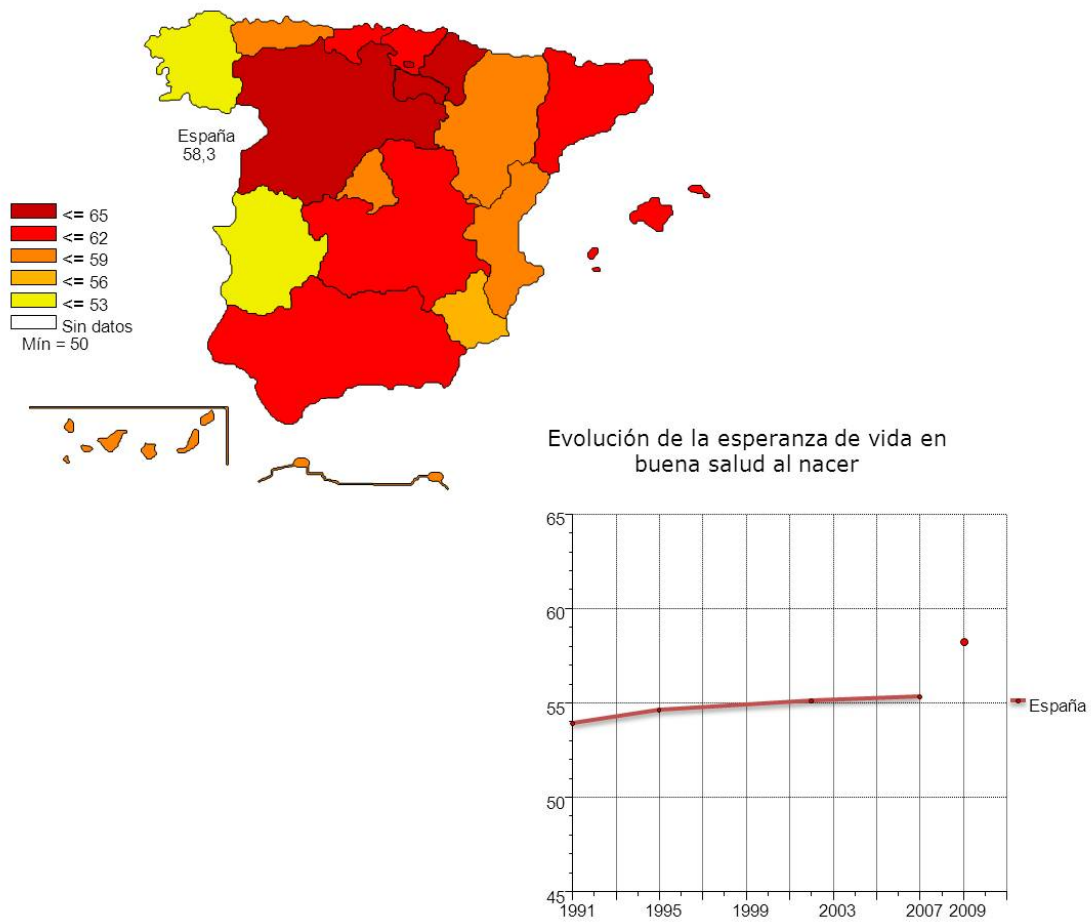 España
58,3
<= 65
<= 62
<= 59
<= 56
<= 53
Sin datos
Mín = 50
Evolución de la esperanza de vida en
buena salud al nacer
65
60
55
50
45
1991 1995 1999 2003 2007 2009
España